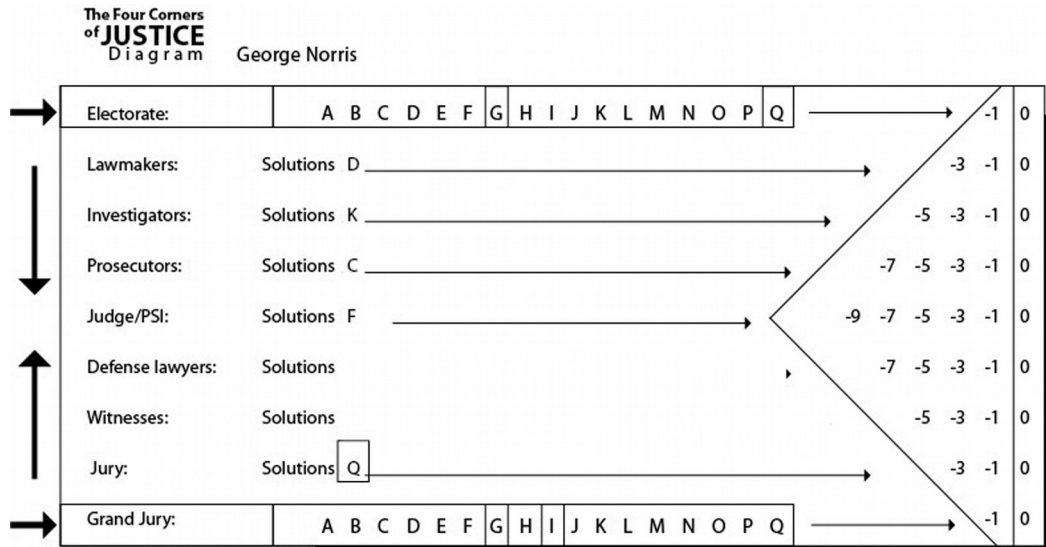 The Four Corners
of JUSTICE
Diagram George Norris
Electorate: A B C D E F G H I J K L M N O P Q -1 0
Lawmakers: Solutions D -3 -1 0
Investigators: Solutions K -5 -3 -1 0
Prosecutors: Solutions C -7 -5 -3 -1 0
Judge/PSI: Solutions F -9 -7 -5 -3 -1 0
Defense lawyers: Solutions -7 -5 -3 -1 0
Witnesses: Solutions -5 -3 -1 0
Jury: Solutions Q -3 -1 0
Grand Jury: A B C D E F G H I J K L M N O P Q -1 0